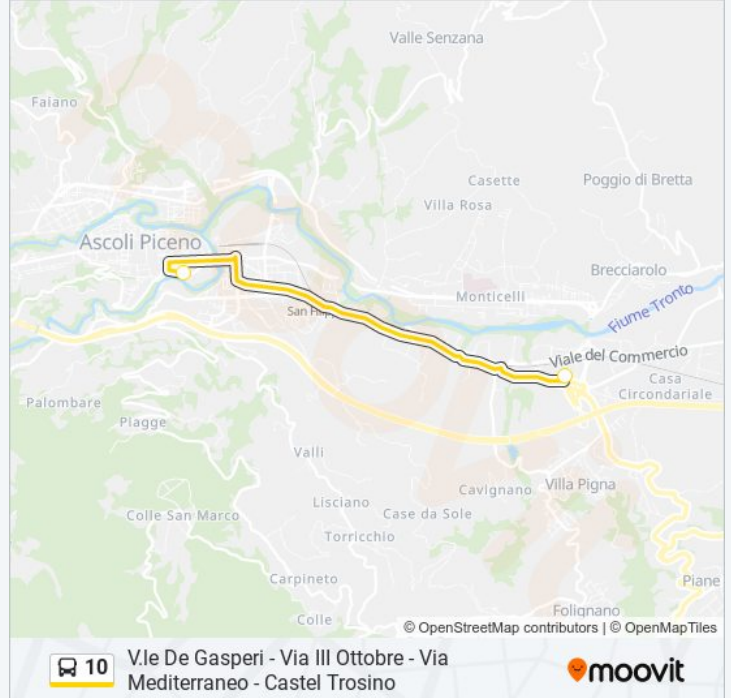 Valle Senzana
Faiano
Casette
Poggio di Bretta
Villa Rosa
Ascoli Piceno
Brecciarolo
Monticelli
Fiume Tronto
San Filipp
Viale del Commercio
Casa
Circondariale
Palombare
Piagge
Valli
Cavignano
Villa Pigna
Lisciano
Case da Sole
Colle San Marco
Torricchio
Carpineto
Piane
Folignano
Colle
© OpenStreetMap contributors | © OpenMapTiles
10
V.le De Gasperi - Via III Ottobre - Via
Mediterraneo - Castel Trosino
moovit